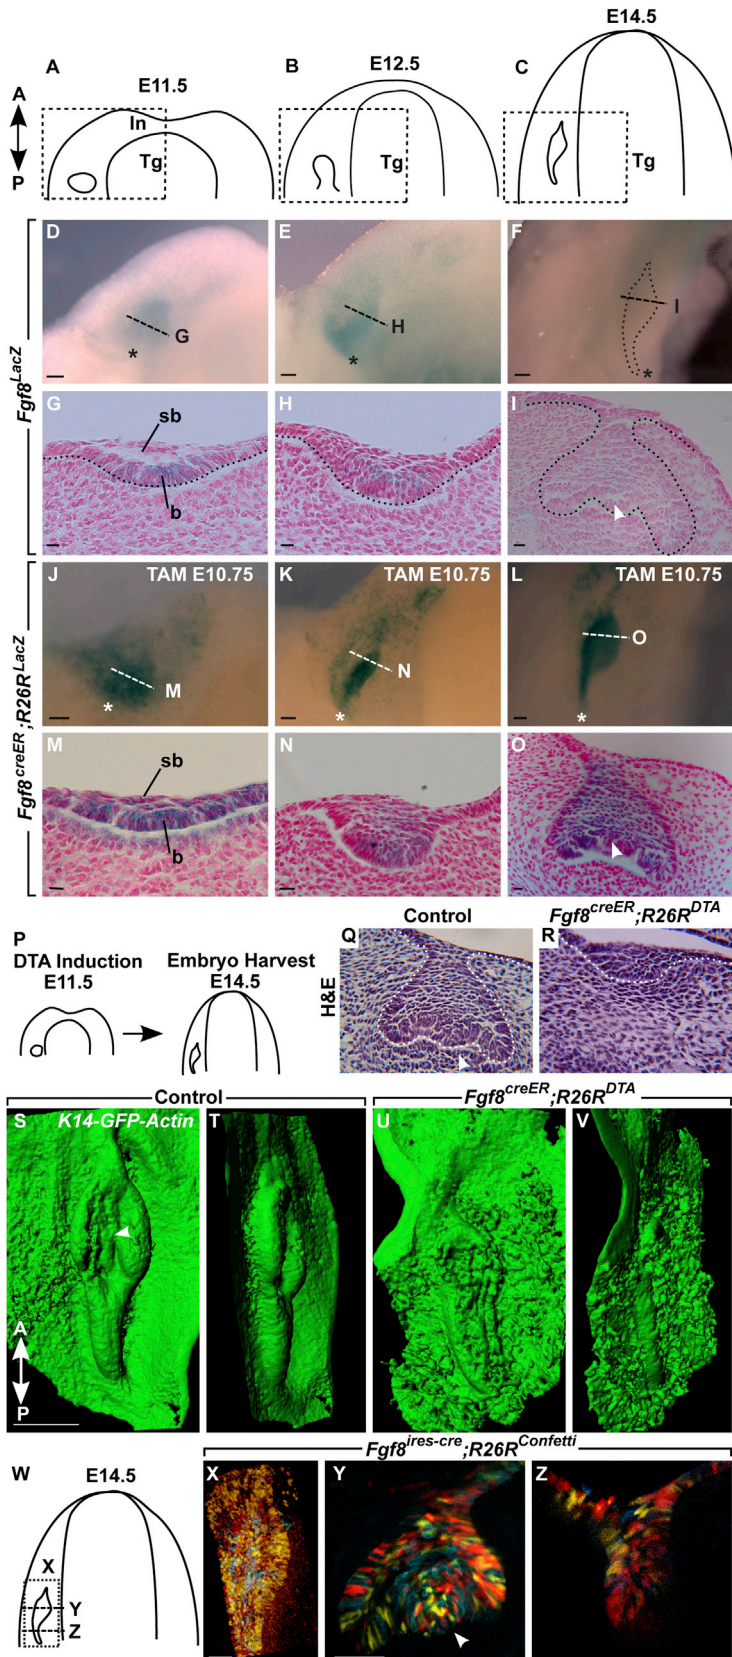 A
E11.5
B
E12.5
C
E14.5
A
P
In
Tg
Tg
Tg
Fgf8LacZ
D
G
*
E
H
*
F
I
*
G
sb
b
H
I
Fgf8creER;R26RLacZ
J
TAM E10.75
M
*
K
TAM E10.75
N
*
L
TAM E10.75
O
*
M
sb
b
N
O
P
DTA Induction
E11.5
Embryo Harvest
E14.5
Control
Fgf8creER;R26RDTA
H&E
Q
R
Control
Fgf8creER;R26RDTA
S
K14-GFP-Actin
T
U
V
A
P
Fgf8ires-cre;R26RConfetti
W
E14.5
X
Y
Z
X
Y
Z